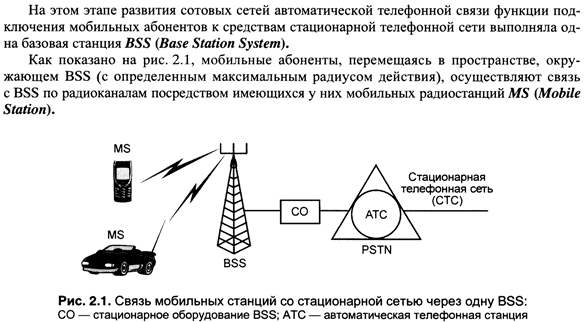 На этом этапе развития сотовых сетей автоматической телефонной связи функции под-
ключения мобильных абонентов к средствам стационарной телефонной сети выполняла од-
на базовая станция BSS (Base Station System).
Как показано на рис. 2.1, мобильные абоненты, перемещаясь в пространстве, окру-
жающем BSS (с определенным максимальным радиусом действия), осуществляют связь
с BSS по радиоканалам посредством имеющихся у них мобильных радиостанций MS (Mobile
Station).
MS
MS
BSS
СО
АТС
PSTN
Стационарная
телефонная сеть
(СТС)
Рис. 2.1. Связь мобильных станций со стационарной сетью через одну BSS:
СО — стационарное оборудование BSS; АТС — автоматическая телефонная станция